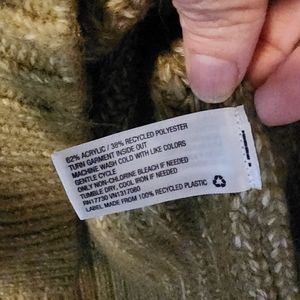 62% ACRYLIC / 38% RECYCLED POLYESTER
TURN GARMENT INSIDE OUT
MACHINE WASH COLD WITH LIKE COLORS
GENTLE CYCLE
ONLY NON-CHLORINE BLEACH IF NEEDED
TUMBLE DRY, COOL IRON IF NEEDED
RN17730 VN1317080
LABEL MADE FROM 100% RECYCLED PLASTIC